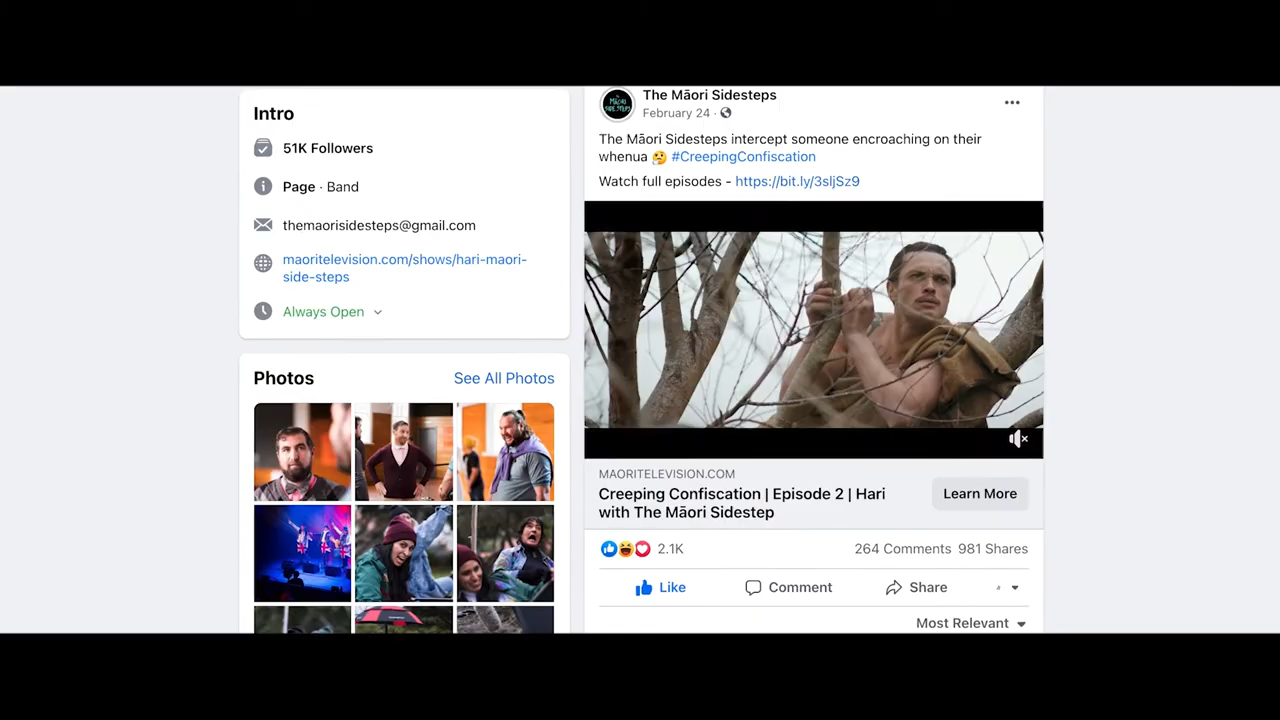 Intro
51K Followers
Page · Band
themaorisidesteps@gmail.com
maoritelevision.com/shows/hari-maori-
side-steps
Always Open
Photos
See All Photos
MĀORI
SIDE STEPS
The Māori Sidesteps
February 24 ·
The Māori Sidesteps intercept someone encroaching on their
whenua 🤔 #CreepingConfiscation
Watch full episodes - https://bit.ly/3sljSz9
MAORITELEVISION.COM
Creeping Confiscation | Episode 2 | Hari
with The Māori Sidestep
Learn More
2.1K
264 Comments 981 Shares
Like
Comment
Share
Most Relevant